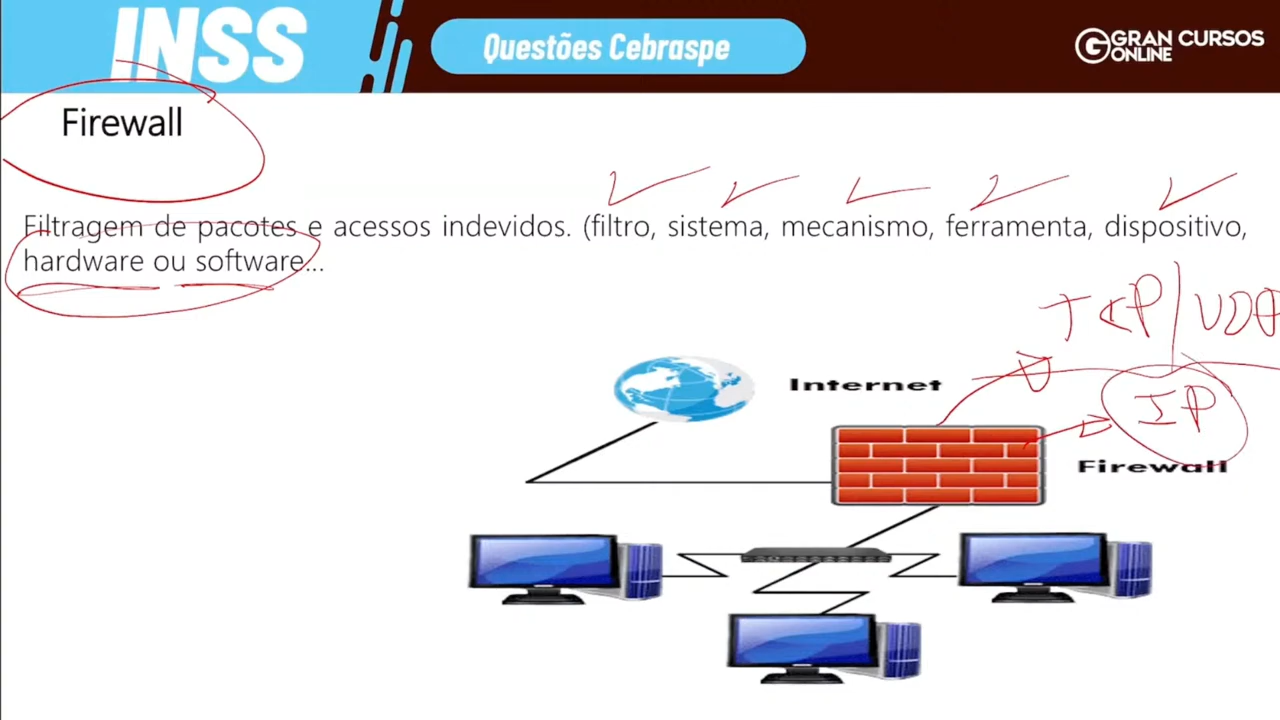 INSS
Questões Cebraspe
GRAN CURSOS
ONLINE
Firewall
Filtragem de pacotes e acessos indevidos. (filtro, sistema, mecanismo, ferramenta, dispositivo,
hardware ou software...
TCP/UDP
Internet
IP
Firewall